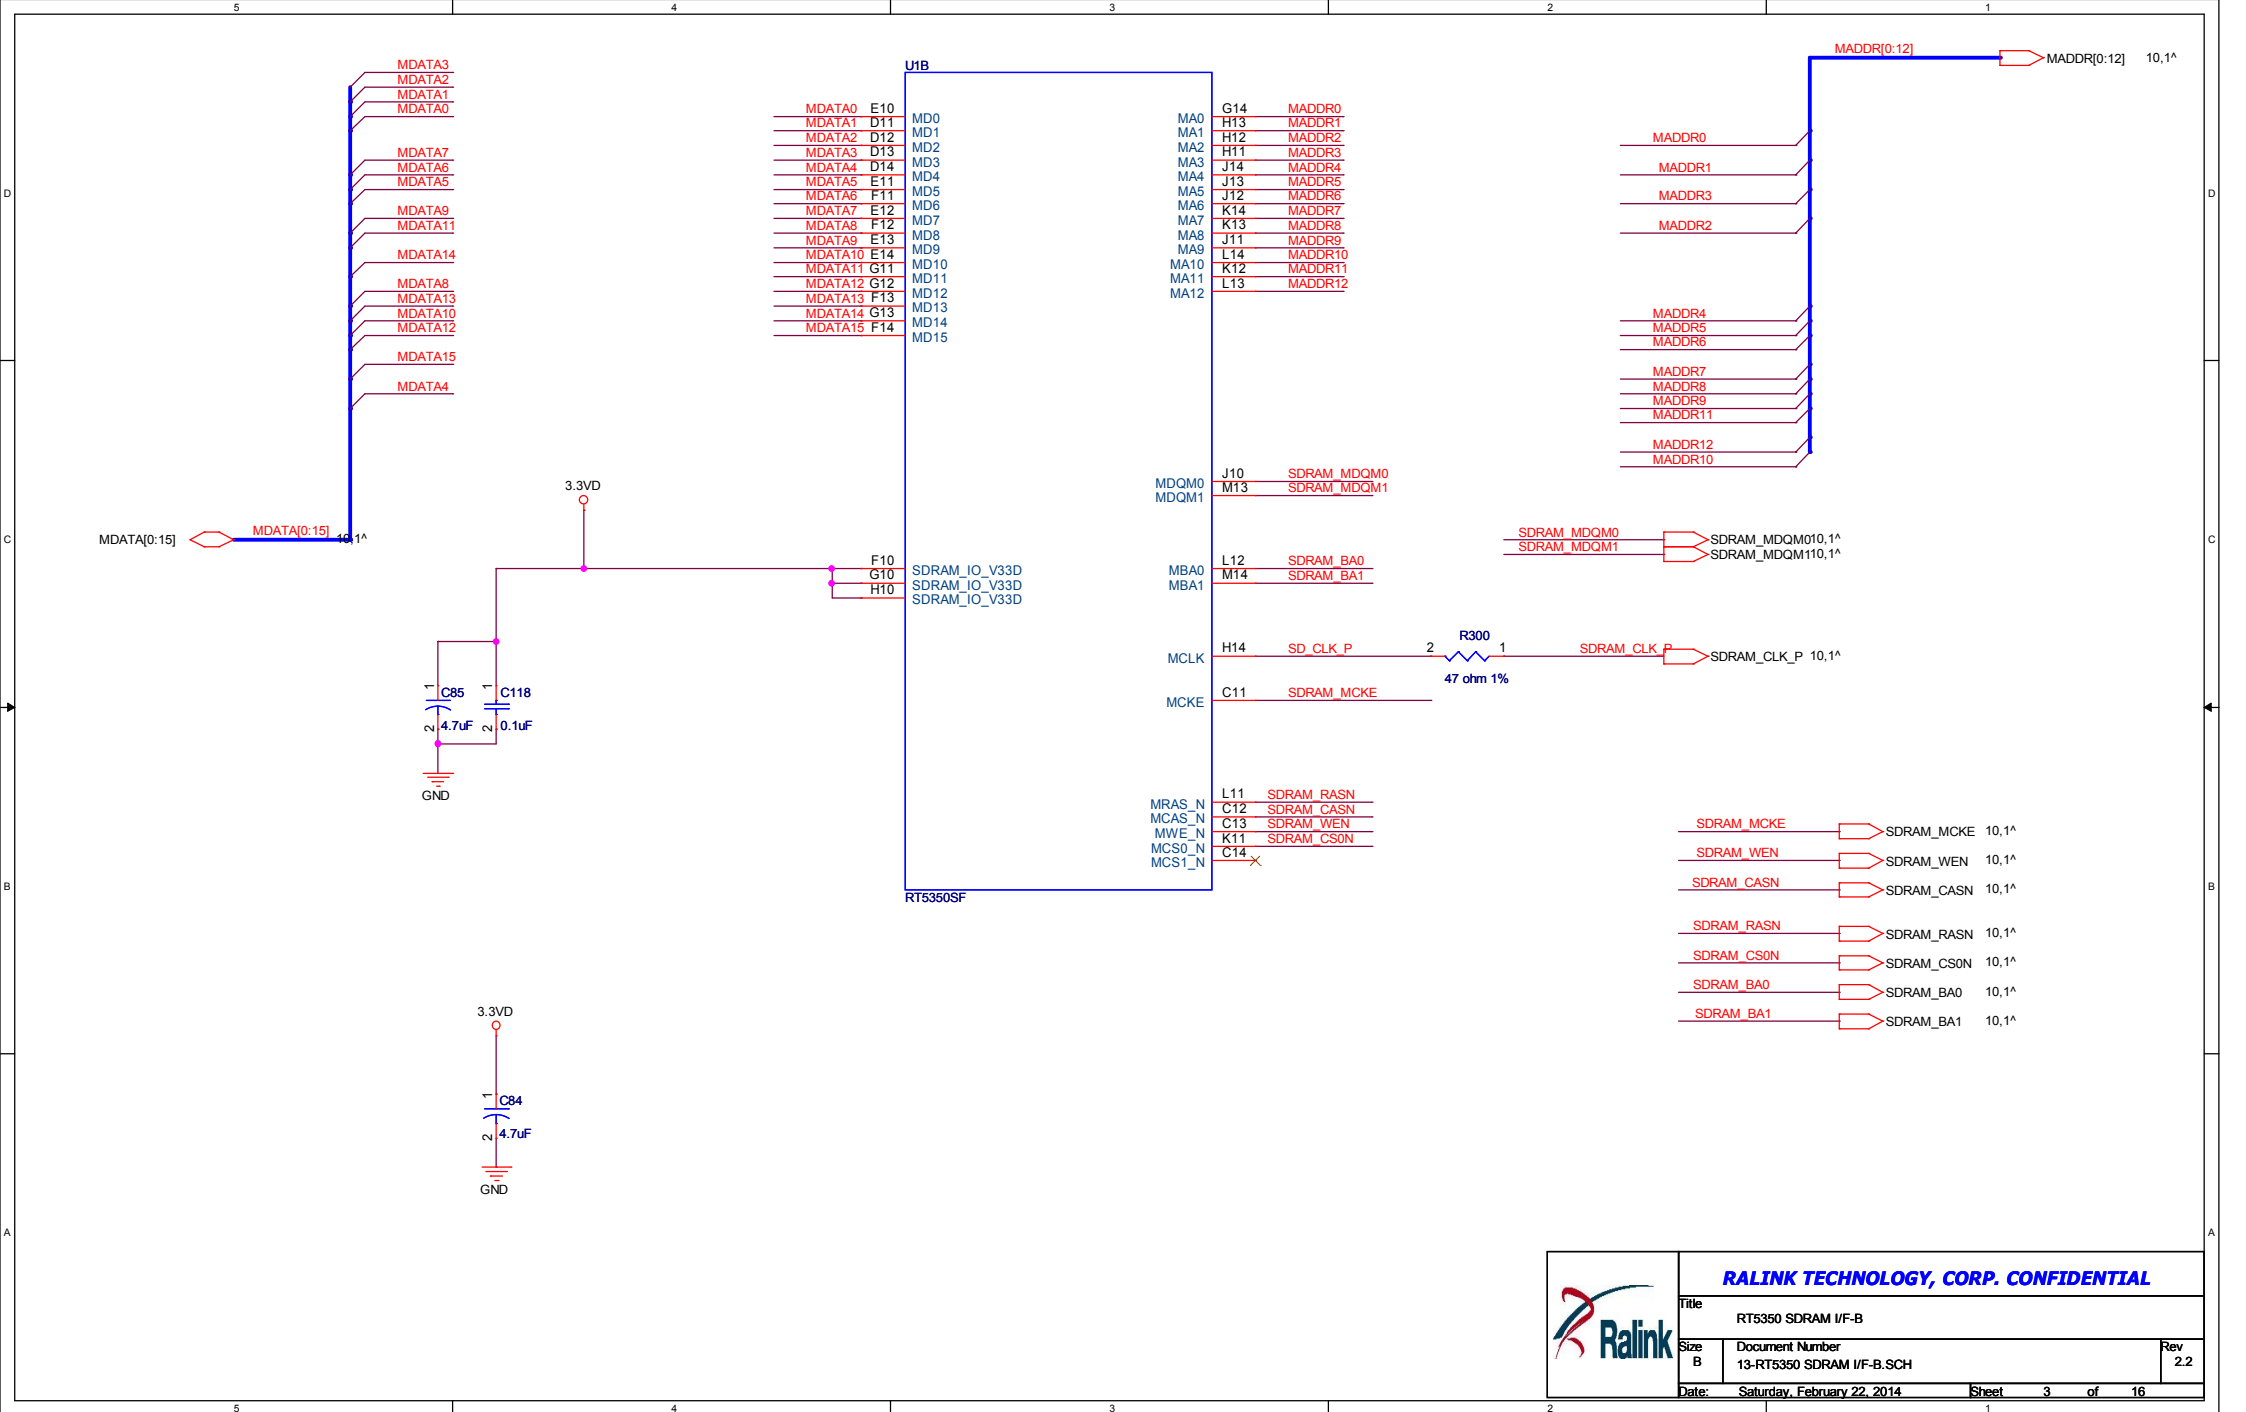 5 4 3 2 1
D
C
B
A
D
C
B
A
MDATA3
MDATA2
MDATA1
MDATA0
MDATA7
MDATA6
MDATA5
MDATA9
MDATA11
MDATA14
MDATA8
MDATA13
MDATA10
MDATA12
MDATA15
MDATA4
MDATA[0:15] MDATA[0:15] 10,1^
U1B
MDATA0 E10 MD0
MDATA1 D11 MD1
MDATA2 D12 MD2
MDATA3 D13 MD3
MDATA4 D14 MD4
MDATA5 E11 MD5
MDATA6 F11 MD6
MDATA7 E12 MD7
MDATA8 F12 MD8
MDATA9 E13 MD9
MDATA10 E14 MD10
MDATA11 G11 MD11
MDATA12 G12 MD12
MDATA13 F13 MD13
MDATA14 G13 MD14
MDATA15 F14 MD15
3.3VD
F10 SDRAM_IO_V33D
G10 SDRAM_IO_V33D
H10 SDRAM_IO_V33D
1 C85
2 4.7uF
1 C118
2 0.1uF
GND
3.3VD
1 C84
2 4.7uF
GND
MA0 G14 MADDR0
MA1 H13 MADDR1
MA2 H12 MADDR2
MA3 H11 MADDR3
MA4 J14 MADDR4
MA5 J13 MADDR5
MA6 J12 MADDR6
MA7 K14 MADDR7
MA8 K13 MADDR8
MA9 J11 MADDR9
MA10 L14 MADDR10
MA11 K12 MADDR11
MA12 L13 MADDR12
MDQM0 J10 SDRAM_MDQM0
MDQM1 M13 SDRAM_MDQM1
MBA0 L12 SDRAM_BA0
MBA1 M14 SDRAM_BA1
MCLK H14 SD_CLK_P 2 R300 1 SDRAM_CLK_P SDRAM_CLK_P 10,1^
47 ohm 1%
MCKE C11 SDRAM_MCKE
MRAS_N L11 SDRAM_RASN
MCAS_N C12 SDRAM_CASN
MWE_N C13 SDRAM_WEN
MCS0_N K11 SDRAM_CS0N
MCS1_N C14
RT5350SF
MADDR[0:12] MADDR[0:12] 10,1^
MADDR0
MADDR1
MADDR3
MADDR2
MADDR4
MADDR5
MADDR6
MADDR7
MADDR8
MADDR9
MADDR11
MADDR12
MADDR10
SDRAM_MDQM0 SDRAM_MDQM010,1^
SDRAM_MDQM1 SDRAM_MDQM110,1^
SDRAM_MCKE SDRAM_MCKE 10,1^
SDRAM_WEN SDRAM_WEN 10,1^
SDRAM_CASN SDRAM_CASN 10,1^
SDRAM_RASN SDRAM_RASN 10,1^
SDRAM_CS0N SDRAM_CS0N 10,1^
SDRAM_BA0 SDRAM_BA0 10,1^
SDRAM_BA1 SDRAM_BA1 10,1^
Ralink
RALINK TECHNOLOGY, CORP. CONFIDENTIAL
Title
RT5350 SDRAM I/F-B
Size Document Number Rev
B 13-RT5350 SDRAM I/F-B.SCH 2.2
Date: Saturday, February 22, 2014 Sheet 3 of 16
5 4 3 2 1